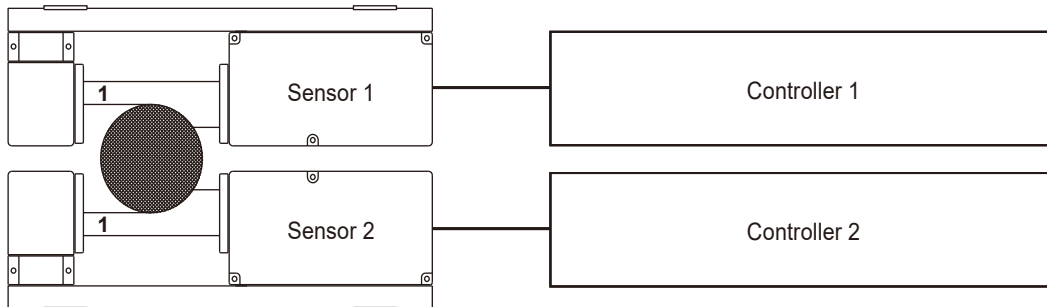 1
Sensor 1
Controller 1
1
Sensor 2
Controller 2